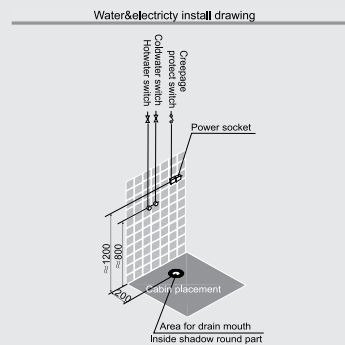 Water&electricty install drawing
Hotwater switch
Coldwater switch
Creepage
protect switch
Power socket
≈1200
≈800
200
Cabin placement
Area for drain mouth
Inside shadow round part